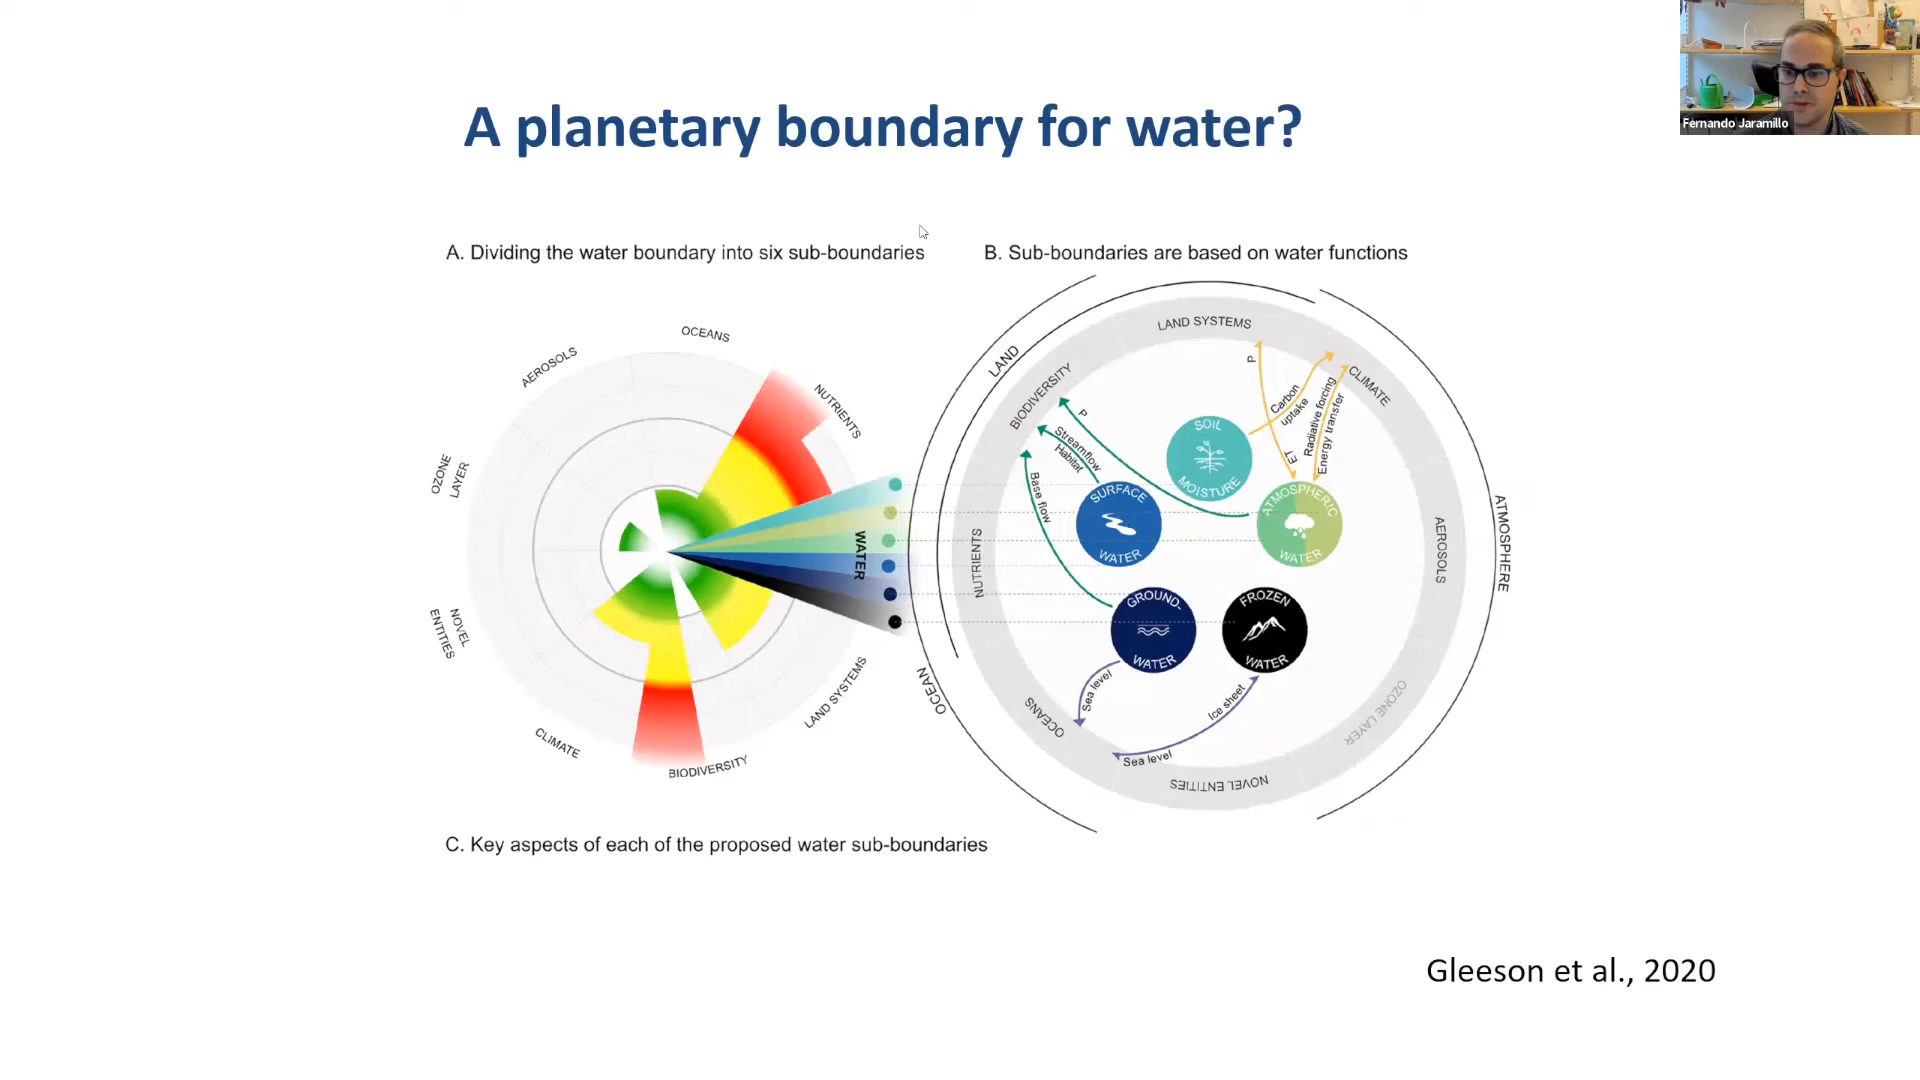 A planetary boundary for water?
Fernando Jaramillo
A. Dividing the water boundary into six sub-boundaries
B. Sub-boundaries are based on water functions
OCEANS
AEROSOLS
NUTRIENTS
OZONE
LAYER
WATER
NOVEL
ENTITIES
LAND SYSTEMS
CLIMATE
BIODIVERSITY
LAND SYSTEMS
LAND
BIODIVERSITY
CLIMATE
P
Carbon
uptake
Radiative forcing
Energy transfer
ET
P
Streamflow
Habitat
Base flow
SOIL
MOISTURE
SURFACE
WATER
ATMOSPHERIC
WATER
NUTRIENTS
AEROSOLS
ATMOSPHERE
GROUND-
WATER
FROZEN
WATER
Sea level
Ice sheet
Sea level
OCEAN
OCEANS
OZONE LAYER
NOVEL ENTITIES
C. Key aspects of each of the proposed water sub-boundaries
Gleeson et al., 2020